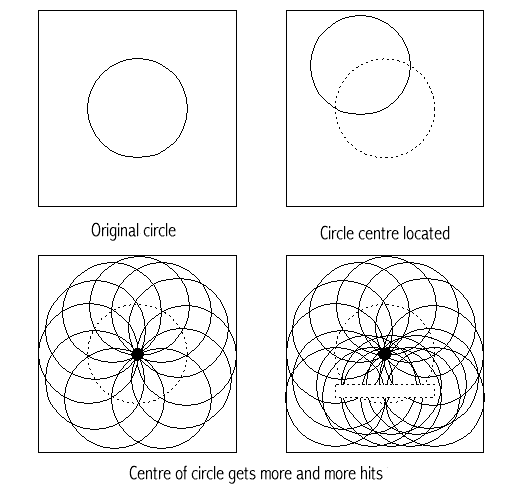 Original circle
Circle centre located
Centre of circle gets more and more hits